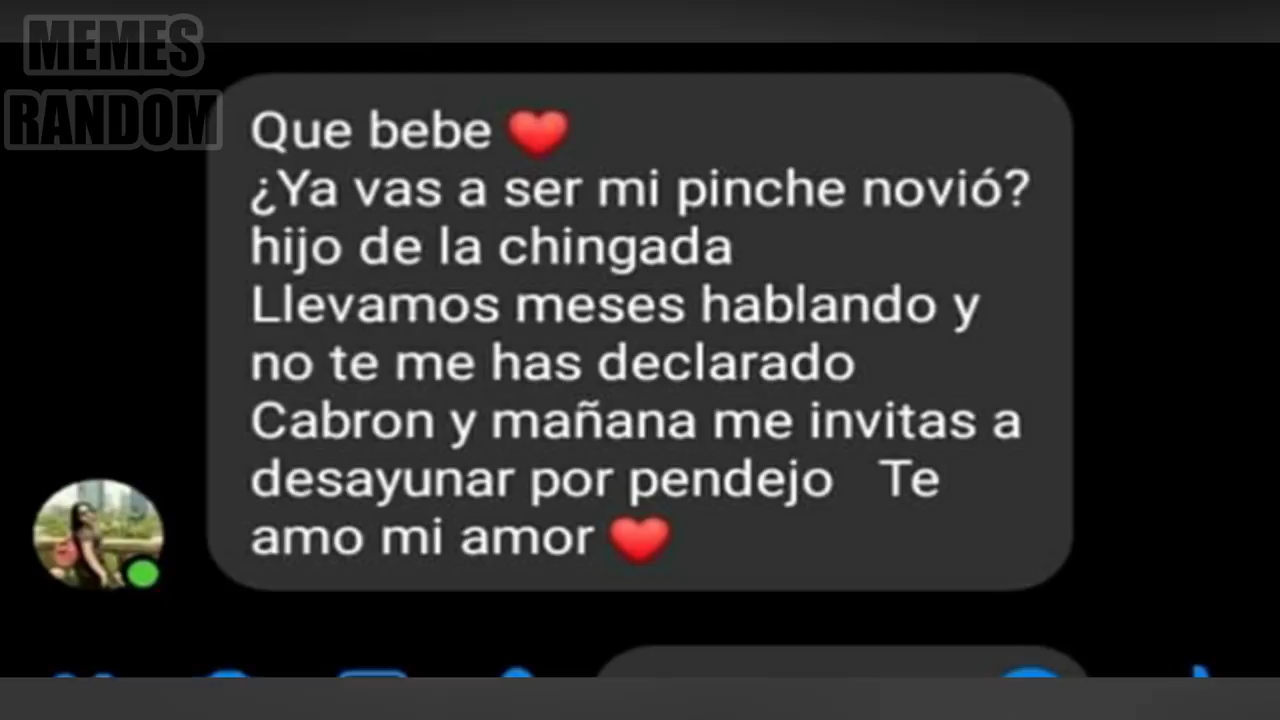 MEMES
RANDOM
Que bebe ❤️
¿Ya vas a ser mi pinche novió?
hijo de la chingada
Llevamos meses hablando y
no te me has declarado
Cabron y mañana me invitas a
desayunar por pendejo Te
amo mi amor ❤️